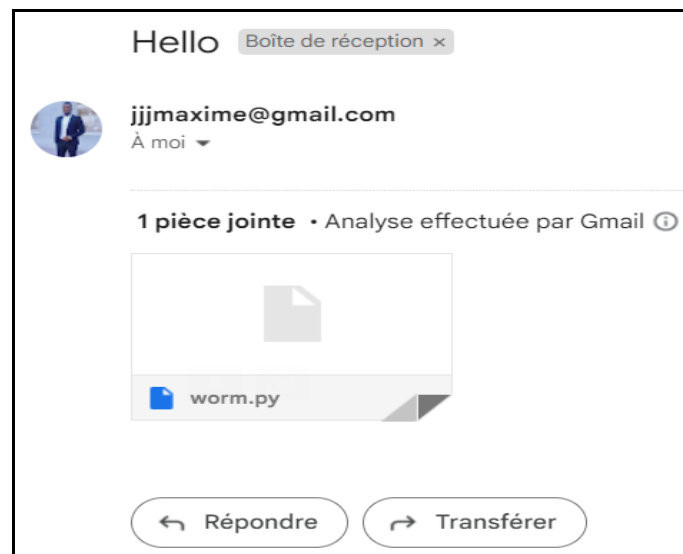 Hello Boîte de réception ×
jjjmaxime@gmail.com
À moi
1 pièce jointe • Analyse effectuée par Gmail
worm.py
Répondre Transférer